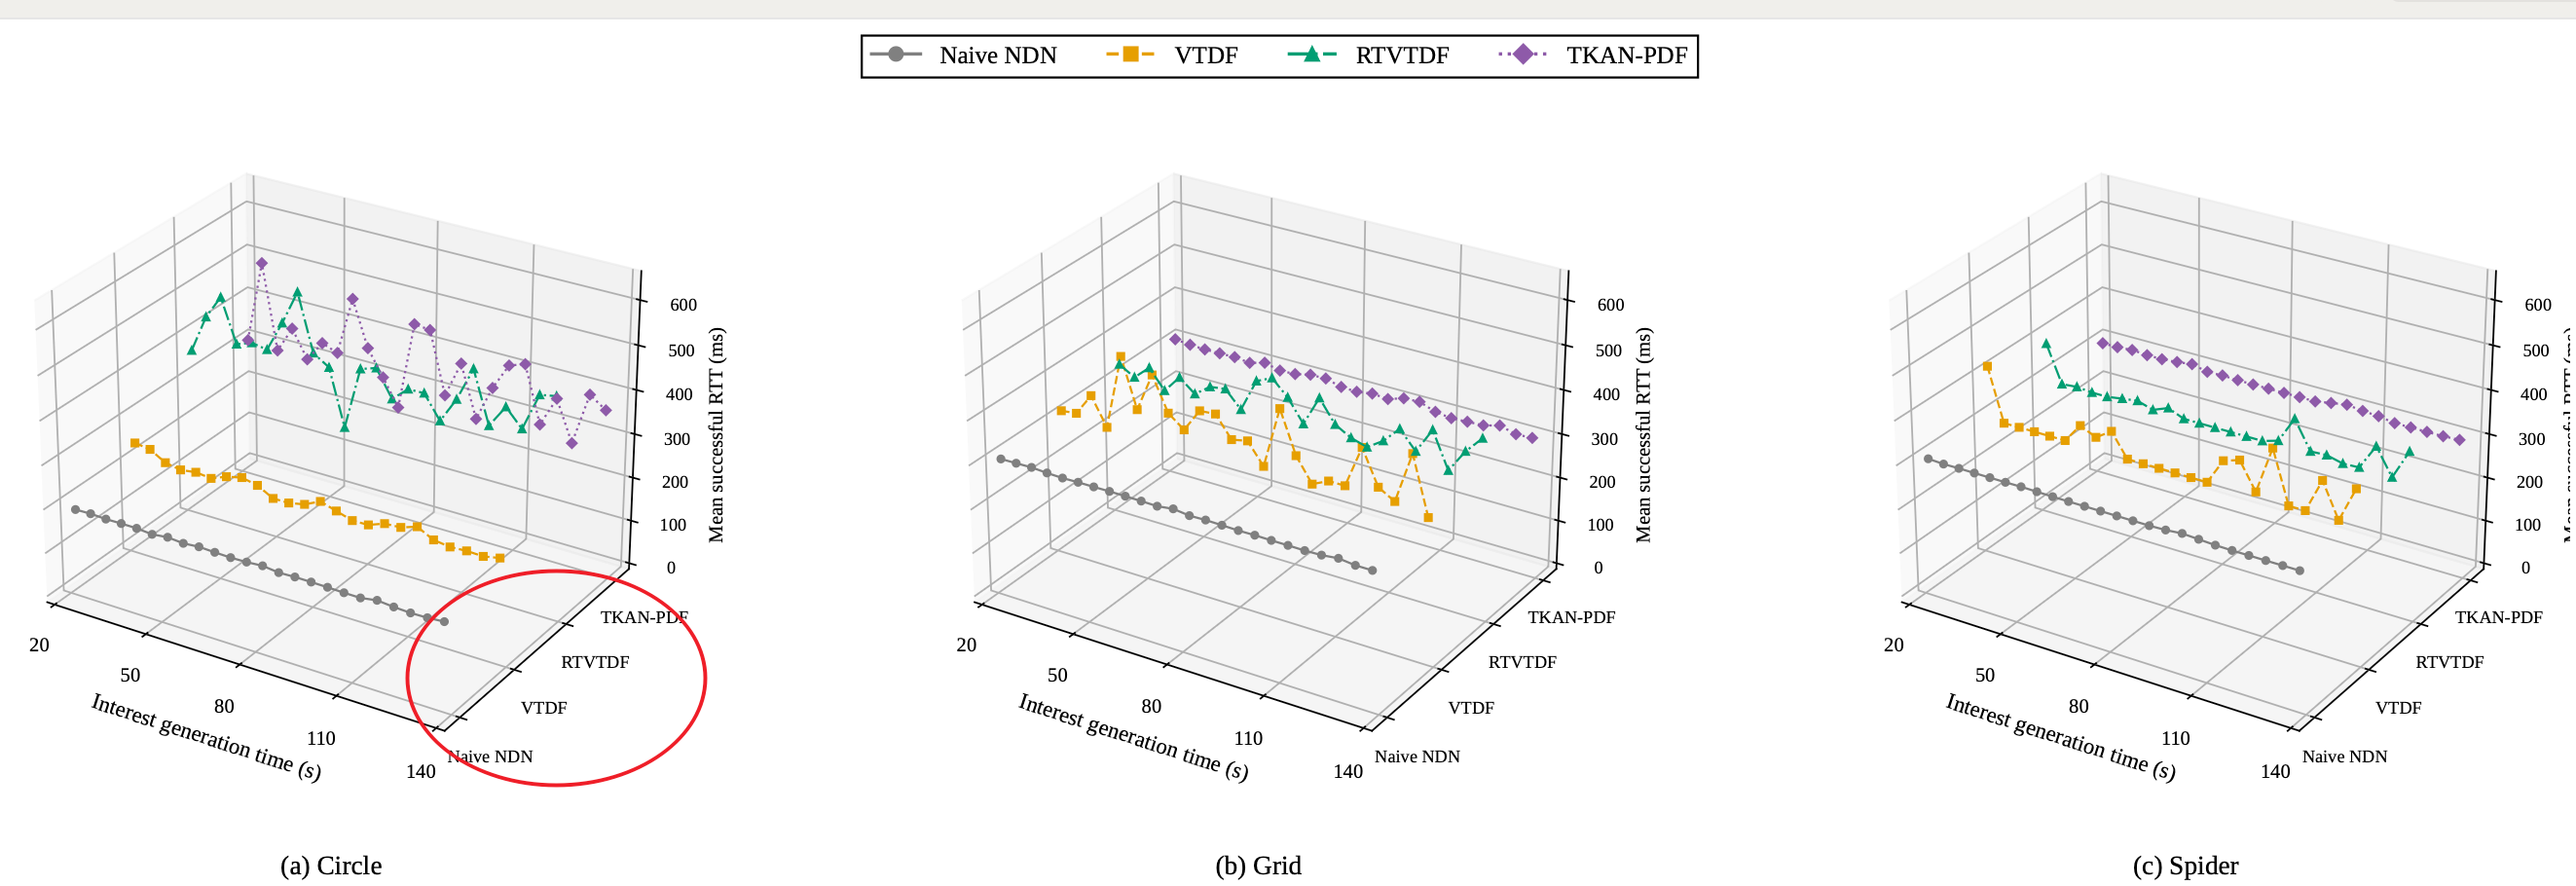 Naive NDN VTDF RTVTDF TKAN-PDF
600
500
400
300
200
100
0
Mean successful RTT (ms)
TKAN-PDF
RTVTDF
VTDF
Naive NDN
20
50
80
110
140
Interest generation time (s)
(a) Circle
600
500
400
300
200
100
0
Mean successful RTT (ms)
TKAN-PDF
RTVTDF
VTDF
Naive NDN
20
50
80
110
140
Interest generation time (s)
(b) Grid
600
500
400
300
200
100
0
Mean successful RTT (ms)
TKAN-PDF
RTVTDF
VTDF
Naive NDN
20
50
80
110
140
Interest generation time (s)
(c) Spider